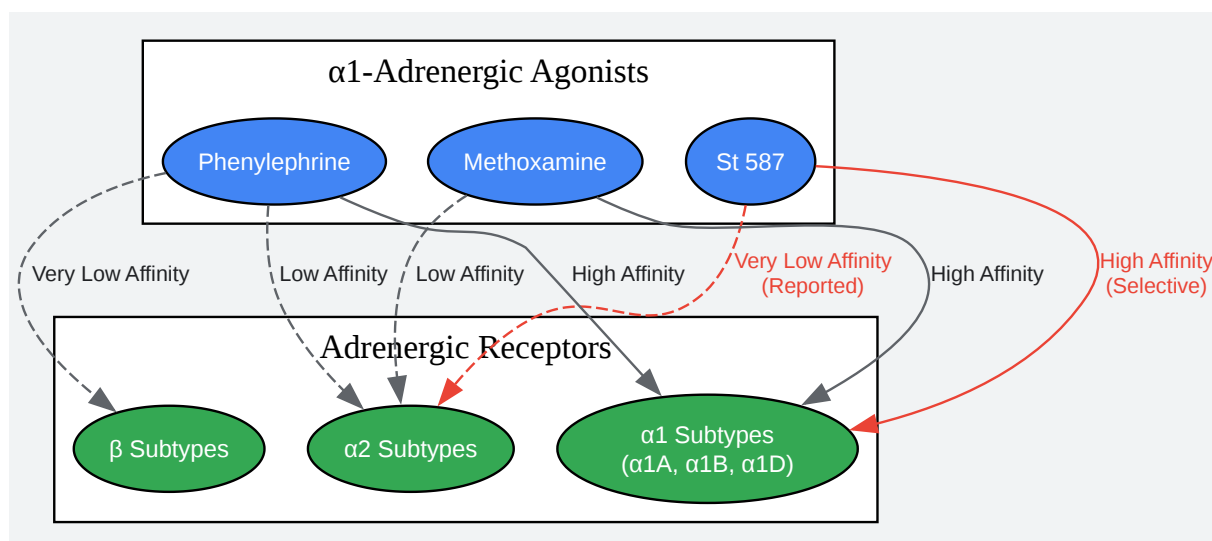 α1-Adrenergic Agonists
Phenylephrine
Methoxamine
St 587
Very Low Affinity
Low Affinity
Low Affinity
High Affinity
Very Low Affinity
(Reported)
High Affinity
High Affinity
(Selective)
Adrenergic Receptors
β Subtypes
α2 Subtypes
α1 Subtypes
(α1A, α1B, α1D)